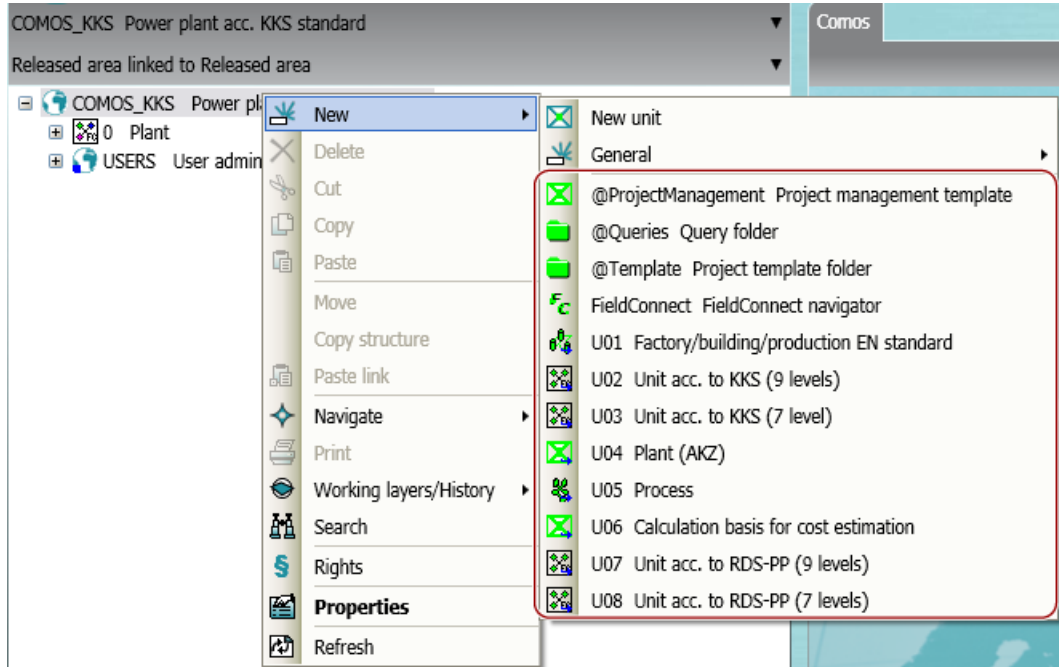 COMOS_KKS Power plant acc. KKS standard
Comos
Released area linked to Released area
COMOS_KKS Power pl
0 Plant
USERS User admin
New
Delete
Cut
Copy
Paste
Move
Copy structure
Paste link
Navigate
Print
Working layers/History
Search
Rights
Properties
Refresh
New unit
General
@ProjectManagement Project management template
@Queries Query folder
@Template Project template folder
FieldConnect FieldConnect navigator
U01 Factory/building/production EN standard
U02 Unit acc. to KKS (9 levels)
U03 Unit acc. to KKS (7 level)
U04 Plant (AKZ)
U05 Process
U06 Calculation basis for cost estimation
U07 Unit acc. to RDS-PP (9 levels)
U08 Unit acc. to RDS-PP (7 levels)